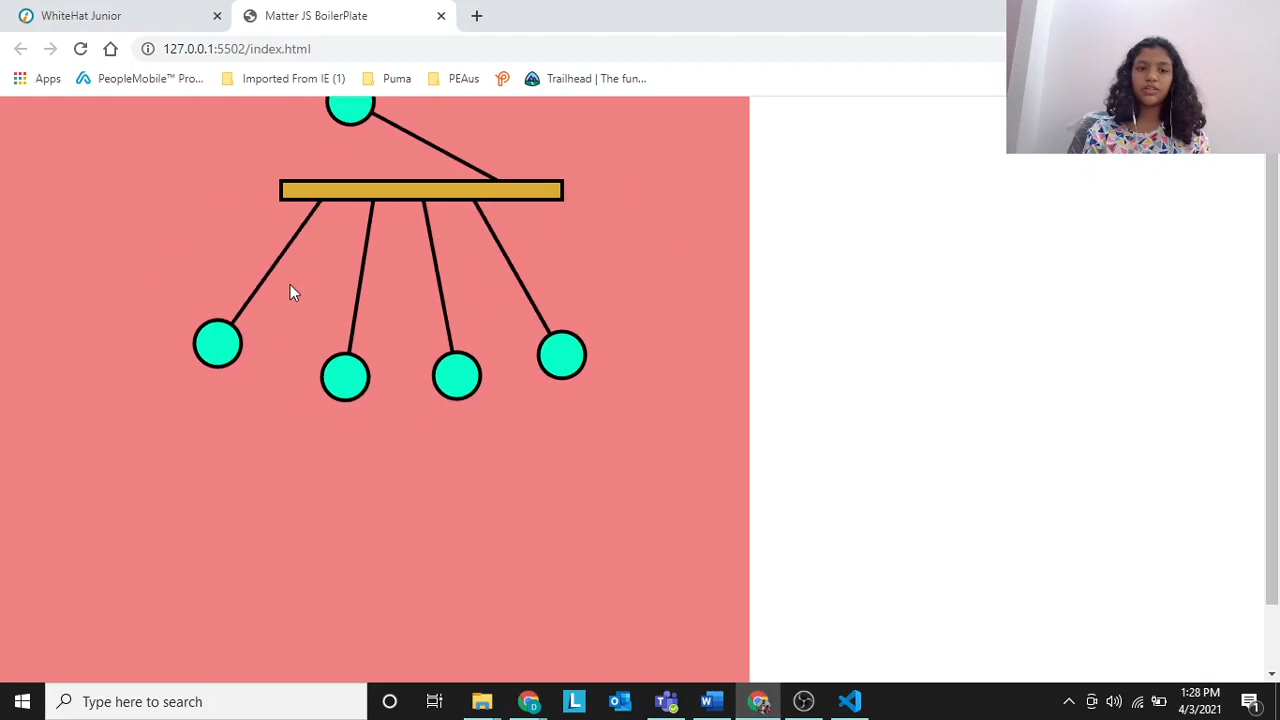 WhiteHat Junior
Matter JS BoilerPlate
127.0.0.1:5502/index.html
Apps
PeopleMobile™ Pro...
Imported From IE (1)
Puma
PEAus
Trailhead | The fun...
Type here to search
L
1:28 PM
4/3/2021
1